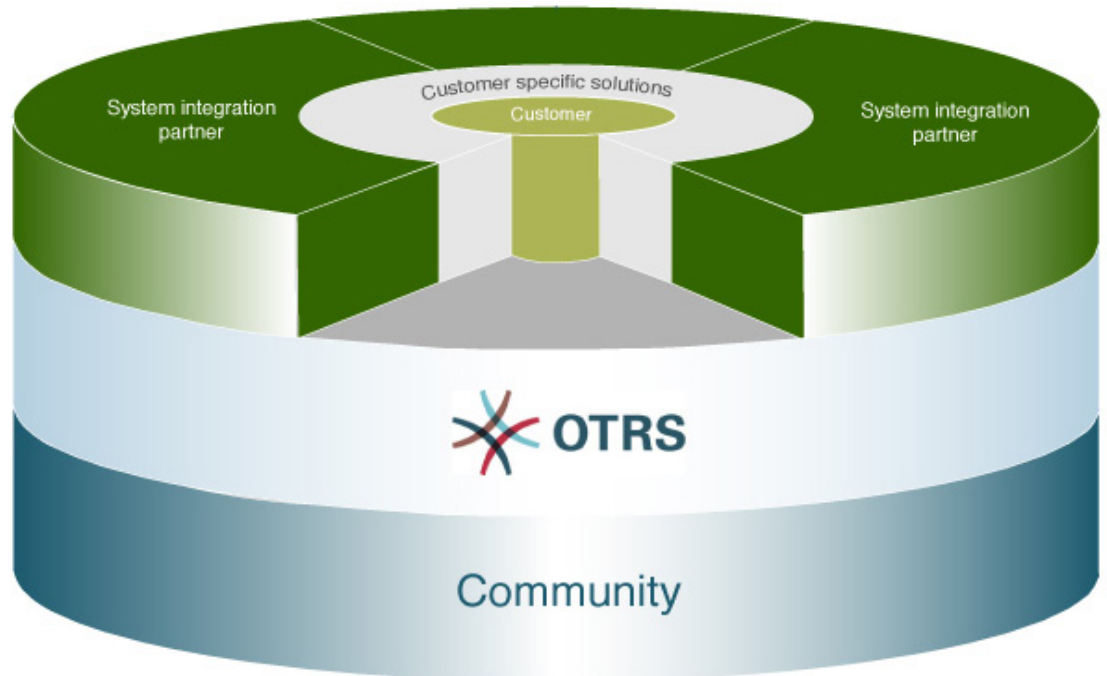 Customer specific solutions
Customer
System integration
partner
System integration
partner
OTRS
Community